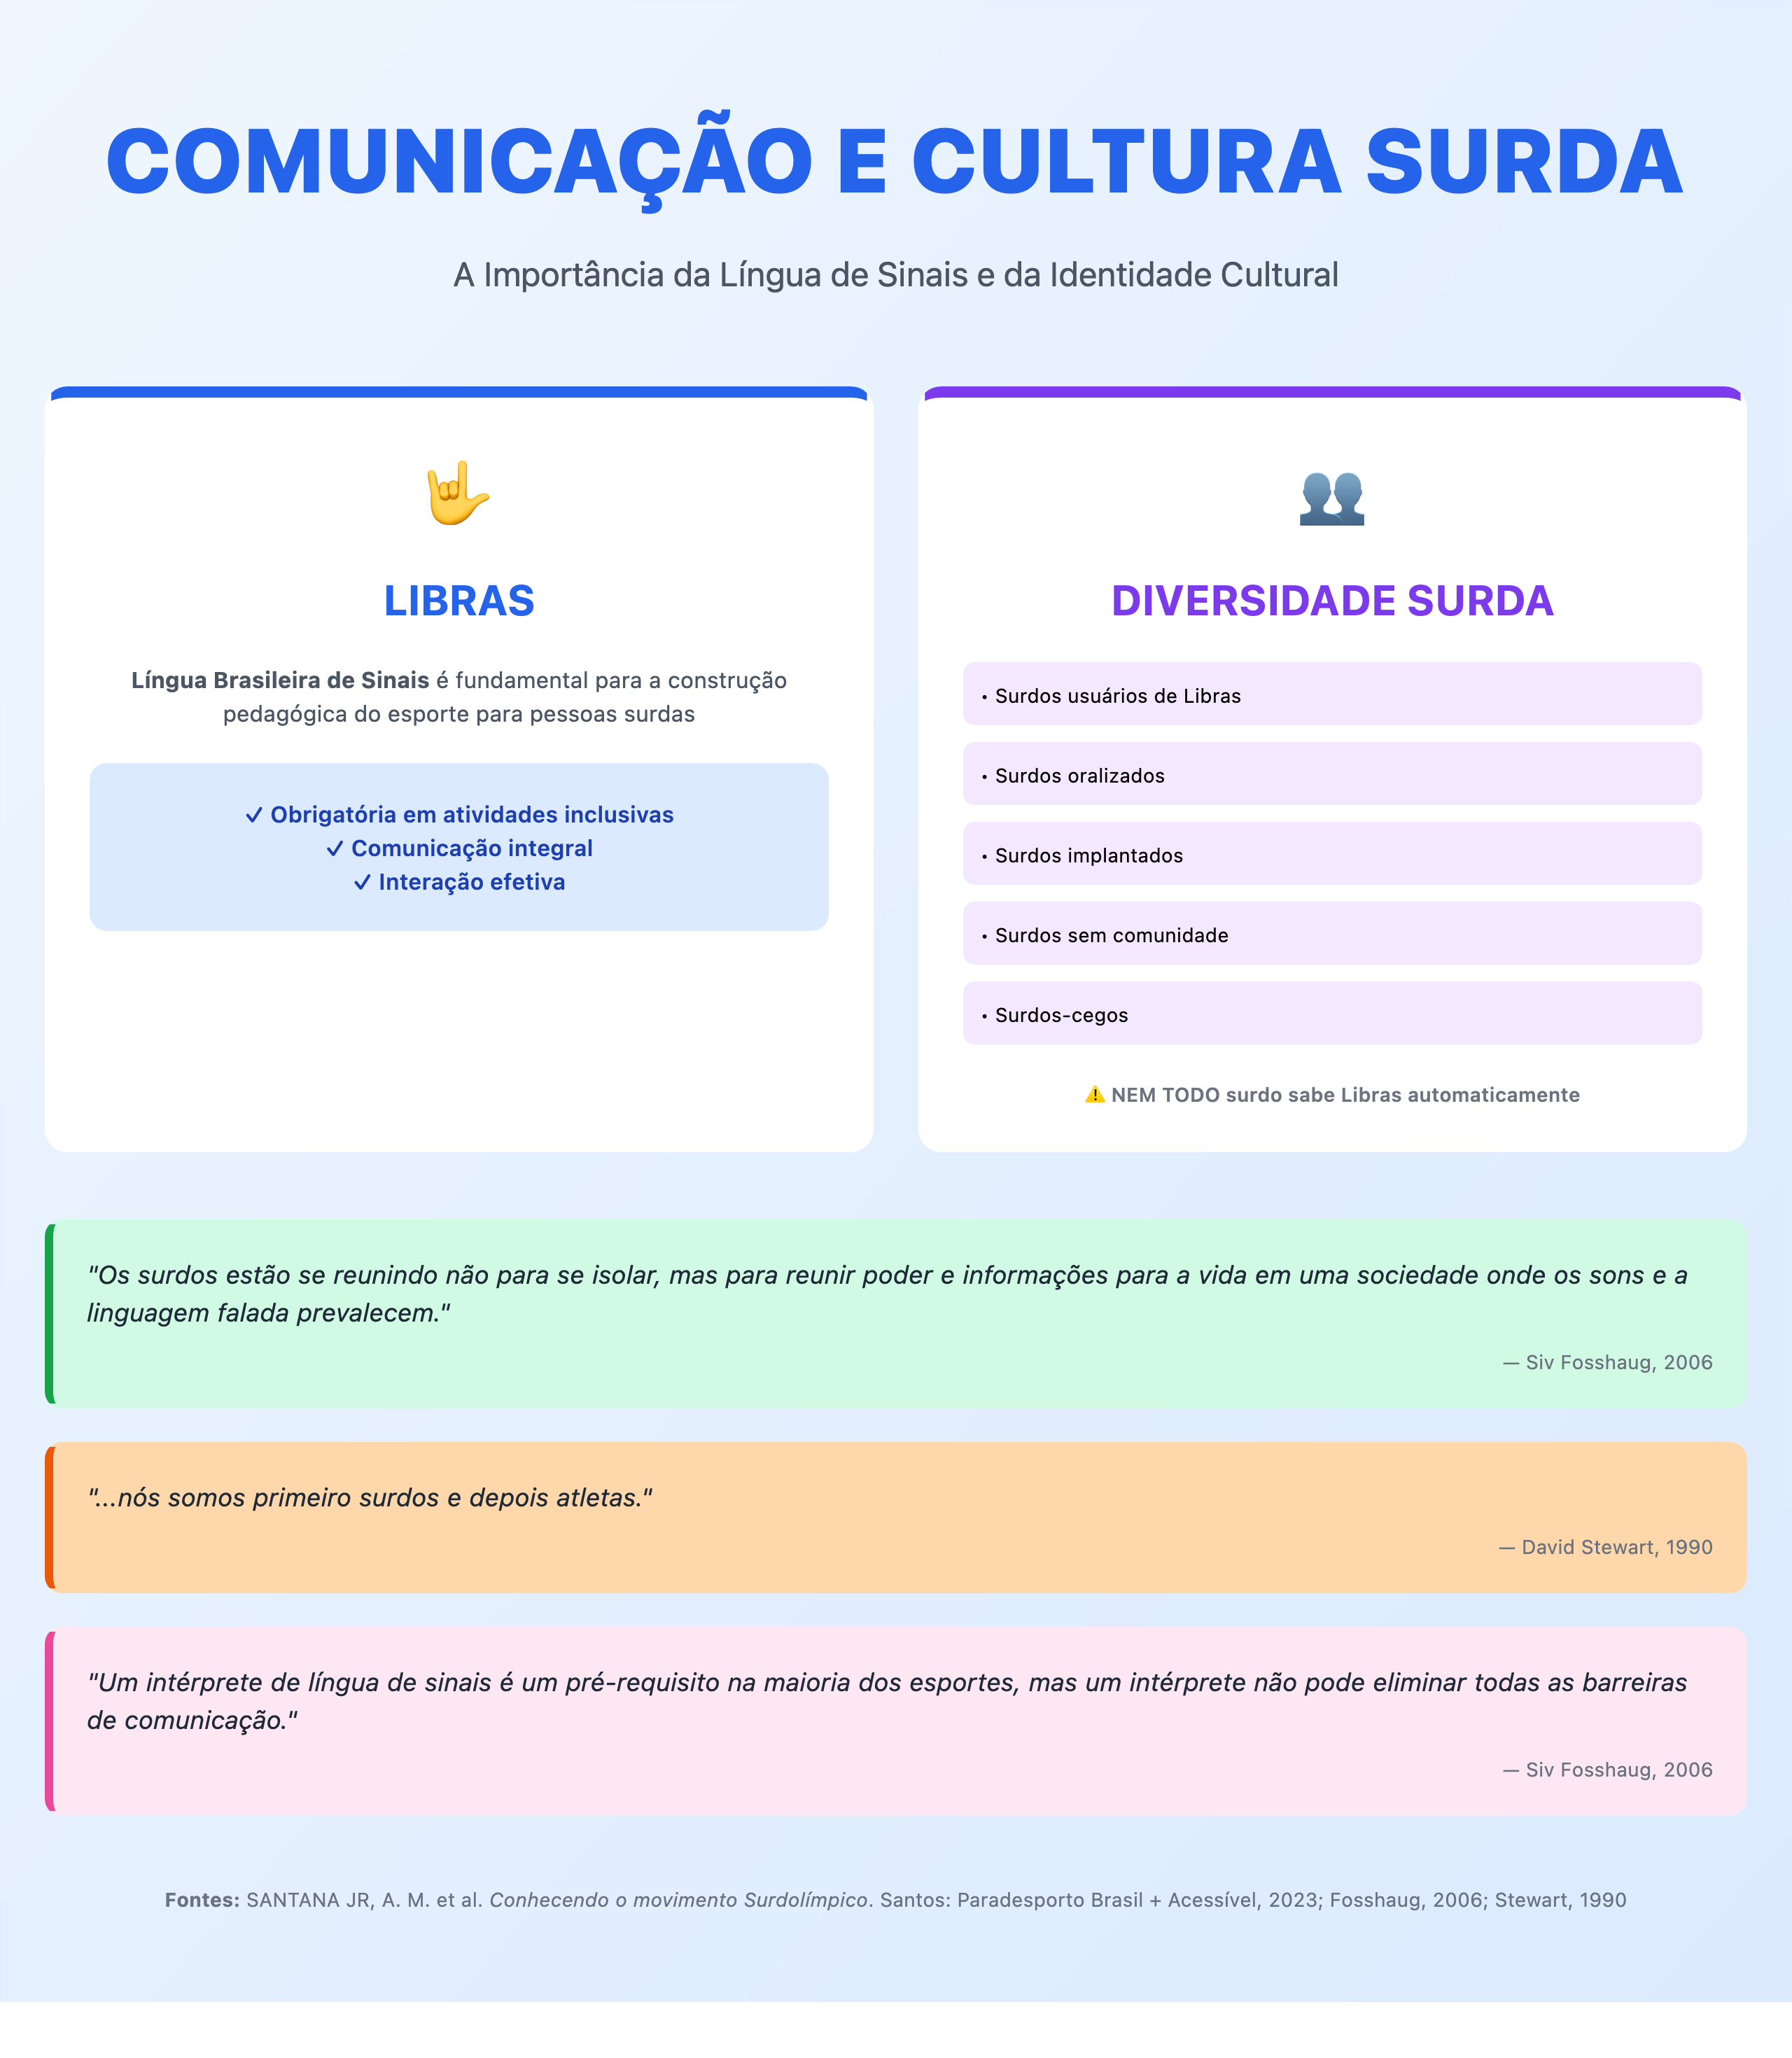 COMUNICAÇÃO E CULTURA SURDA
A Importância da Língua de Sinais e da Identidade Cultural
LIBRAS
Língua Brasileira de Sinais é fundamental para a construção
pedagógica do esporte para pessoas surdas
✓ Obrigatória em atividades inclusivas
✓ Comunicação integral
✓ Interação efetiva
DIVERSIDADE SURDA
• Surdos usuários de Libras
• Surdos oralizados
• Surdos implantados
• Surdos sem comunidade
• Surdos-cegos
⚠️ NEM TODO surdo sabe Libras automaticamente
"Os surdos estão se reunindo não para se isolar, mas para reunir poder e informações para a vida em uma sociedade onde os sons e a
linguagem falada prevalecem."
— Siv Fosshaug, 2006
"...nós somos primeiro surdos e depois atletas."
— David Stewart, 1990
"Um intérprete de língua de sinais é um pré-requisito na maioria dos esportes, mas um intérprete não pode eliminar todas as barreiras
de comunicação."
— Siv Fosshaug, 2006
Fontes: SANTANA JR, A. M. et al. Conhecendo o movimento Surdolímpico. Santos: Paradesporto Brasil + Acessível, 2023; Fosshaug, 2006; Stewart, 1990